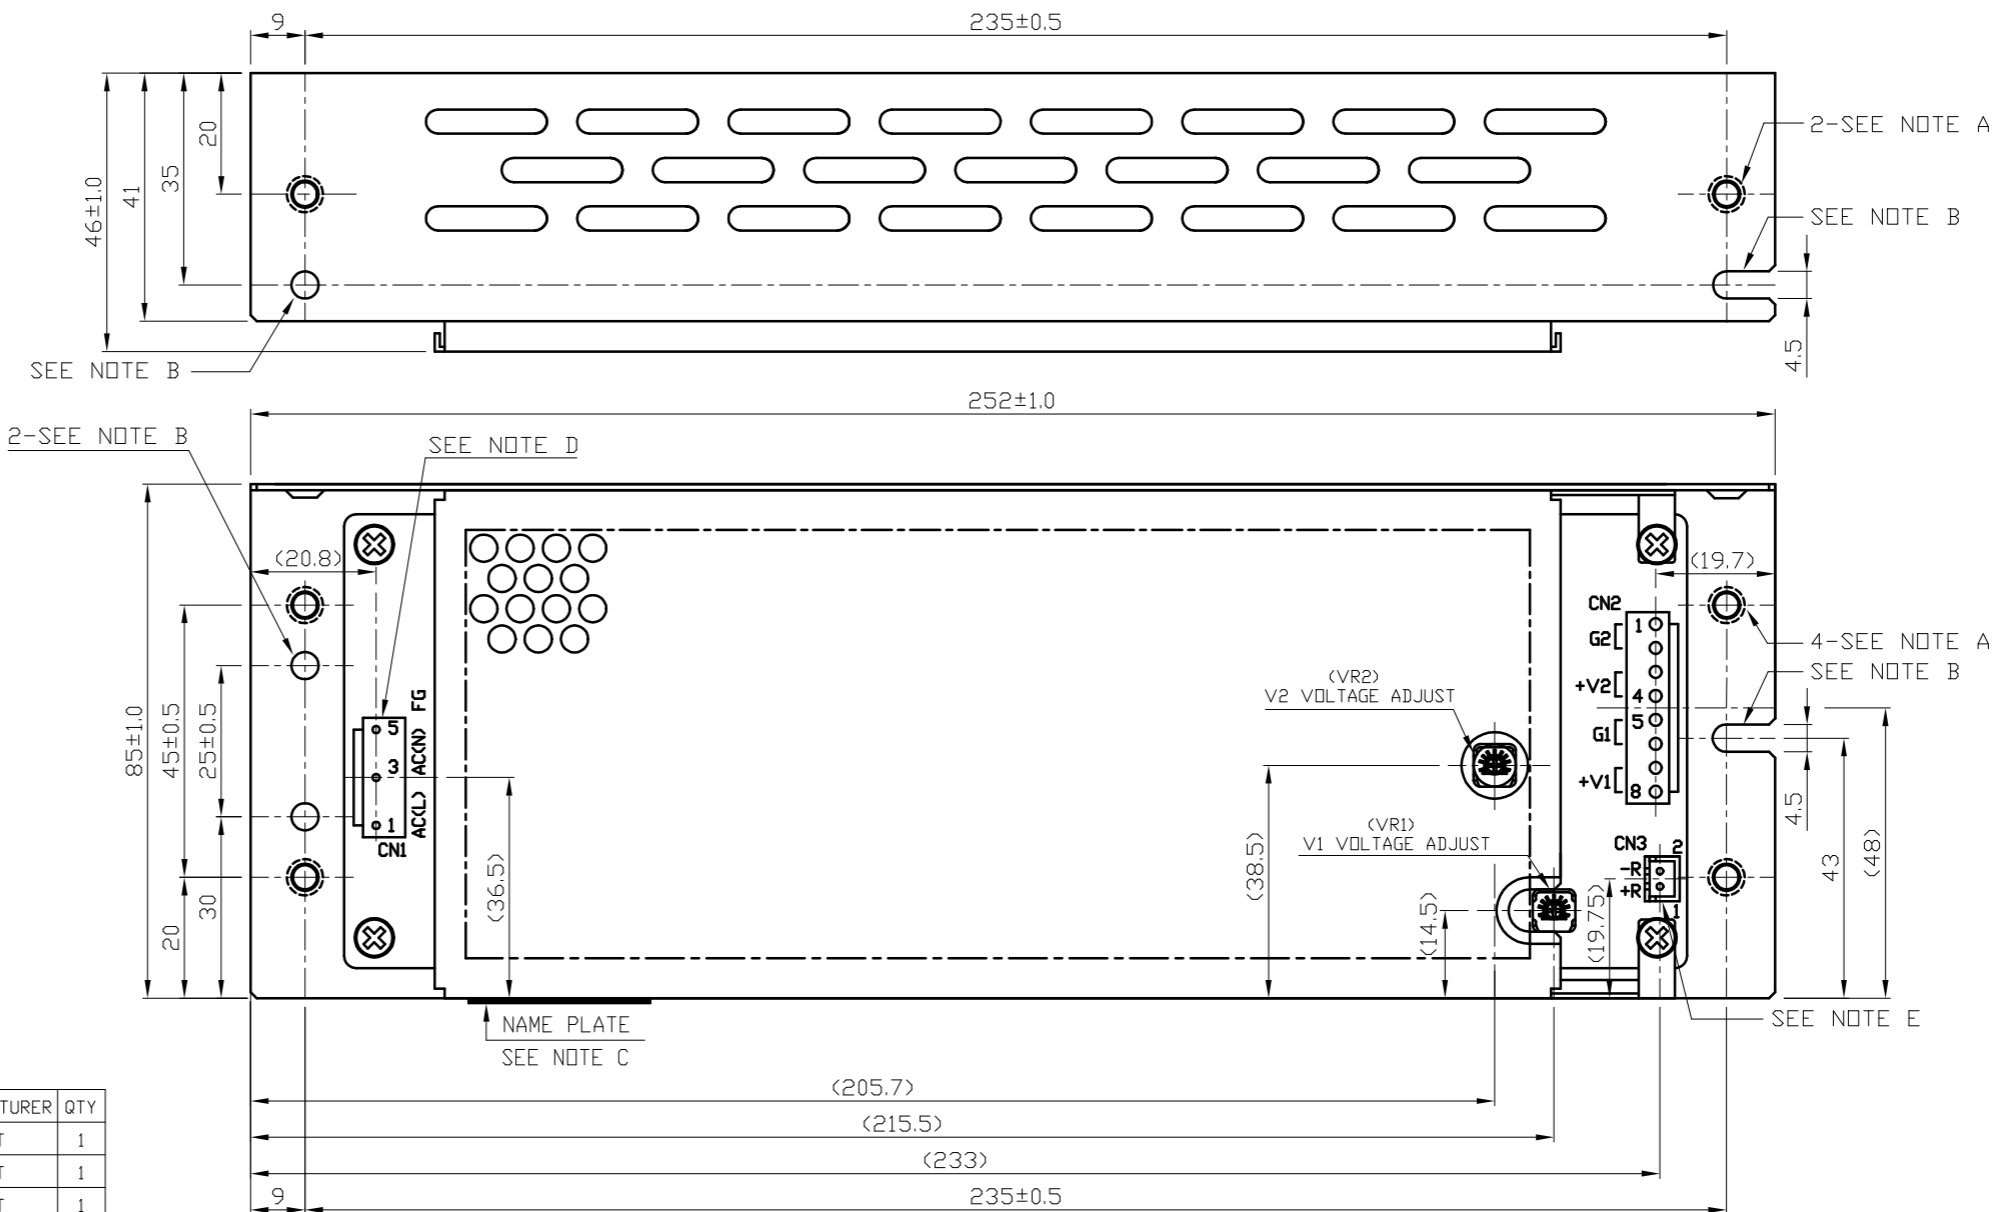 9
235±0.5
20
35
41
46±1.0
2-SEE NOTE A
SEE NOTE B
4.5
SEE NOTE B
252±1.0
2-SEE NOTE B
SEE NOTE D
(20.8)
(19.7)
CN2
1
G2
+V2
4
5
G1
+V1
8
4-SEE NOTE A
SEE NOTE B
(VR2)
V2 VOLTAGE ADJUST
(VR1)
V1 VOLTAGE ADJUST
85±1.0
45±0.5
25±0.5
30
20
5
3
1
AC(L) AC(N) FG
CN1
(36.5)
(38.5)
(14.5)
(19.75)
CN3
2
-R
+R
1
4.5
43
(48)
SEE NOTE E
NAME PLATE
SEE NOTE C
(205.7)
(215.5)
(233)
9
235±0.5
TURER QTY
T 1
T 1
T 1